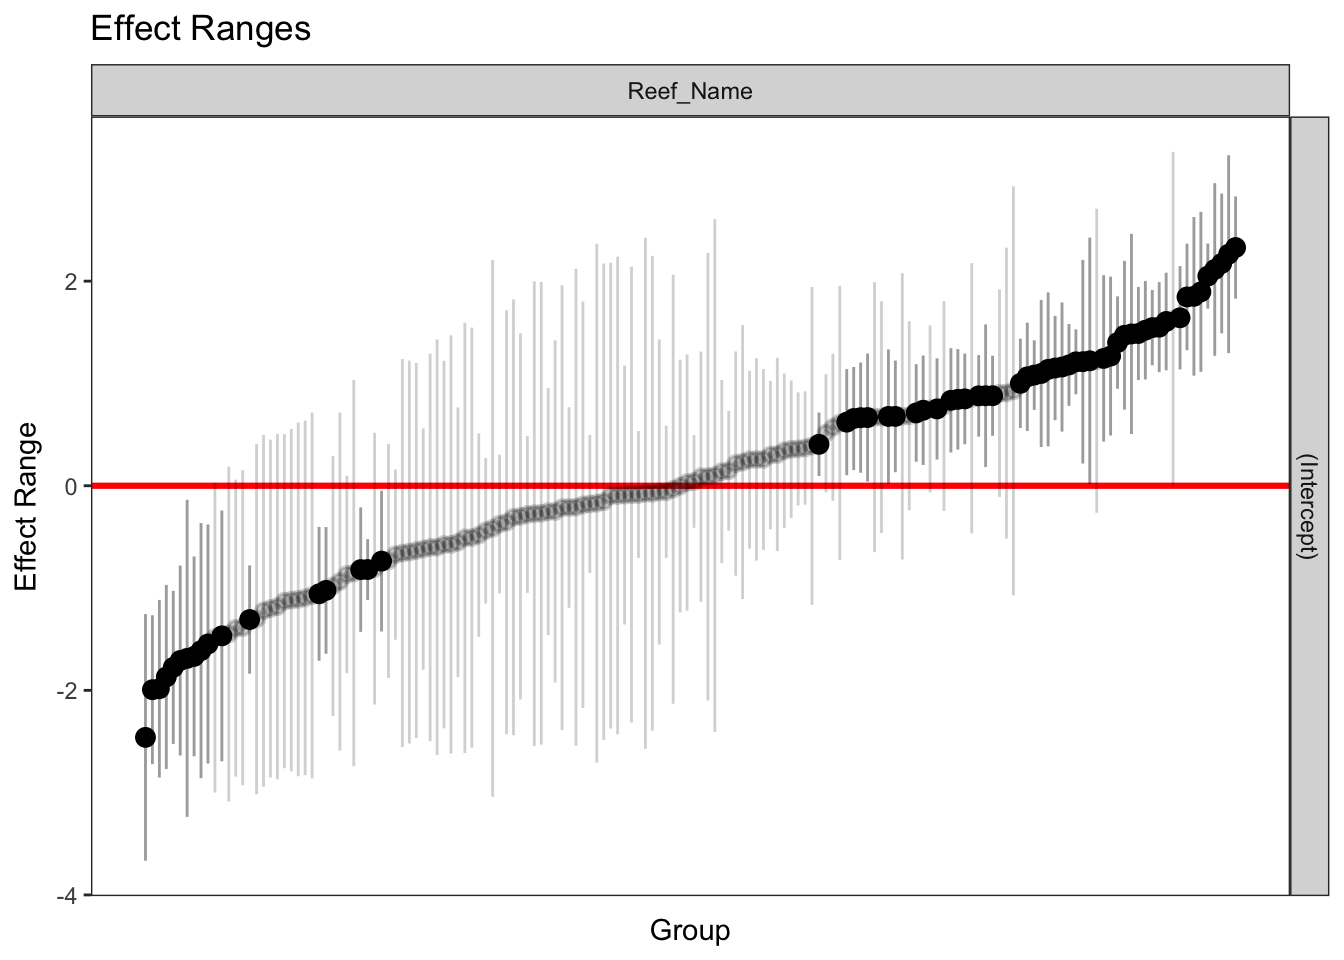 Effect Ranges
Reef_Name
Effect Range
2
0
-2
-4
(Intercept)
Group